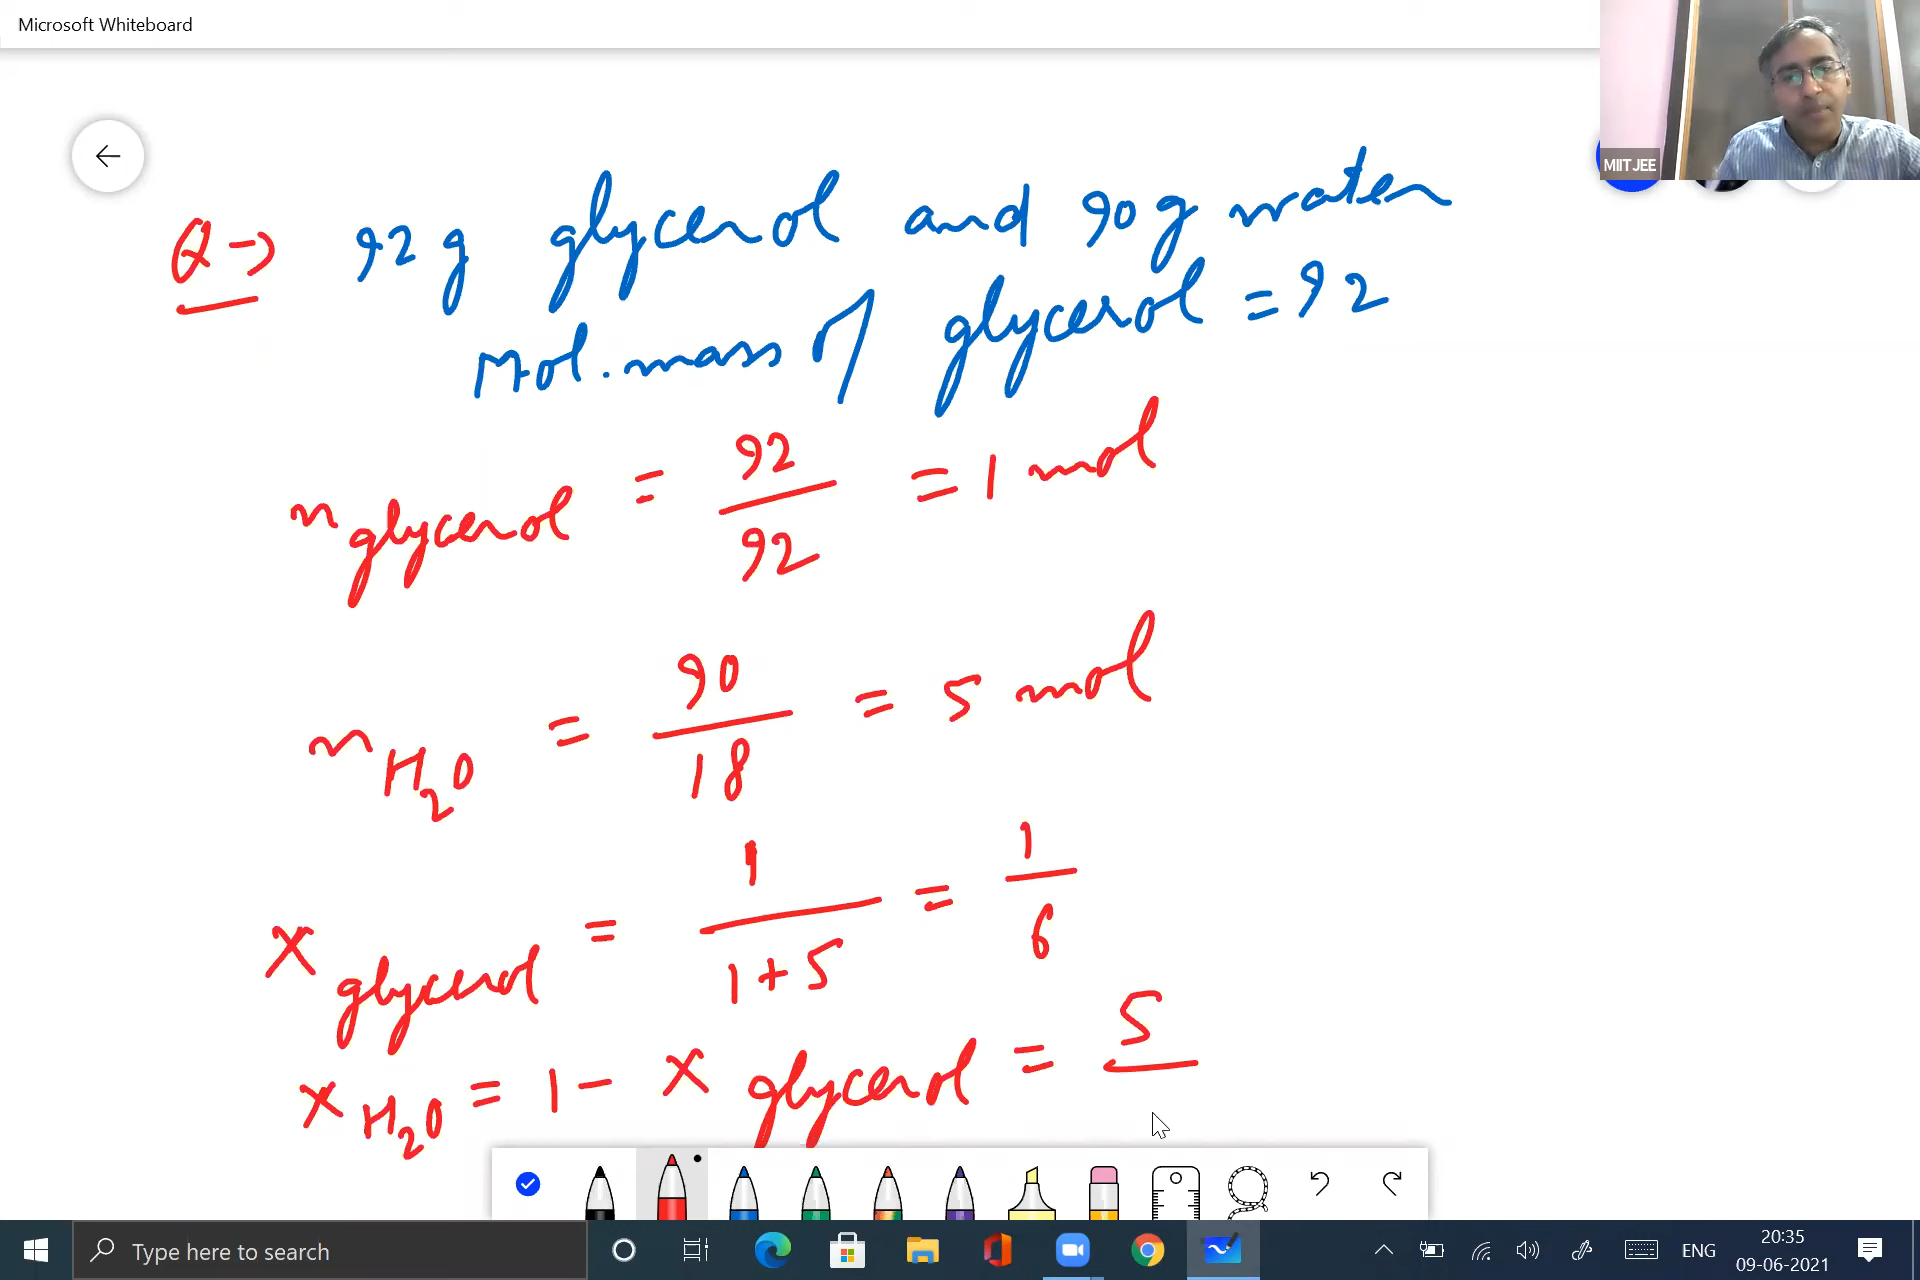 Microsoft Whiteboard
MIIT JEE
Q → 92 g glycerol and 90 g water
Mol. mass of glycerol = 92
n glycerol = 92/92 = 1 mol
n H₂O = 90/18 = 5 mol
x glycerol = 1/(1+5) = 1/6
x H₂O = 1 - x glycerol = 5/
Type here to search
ENG
20:35
09-06-2021